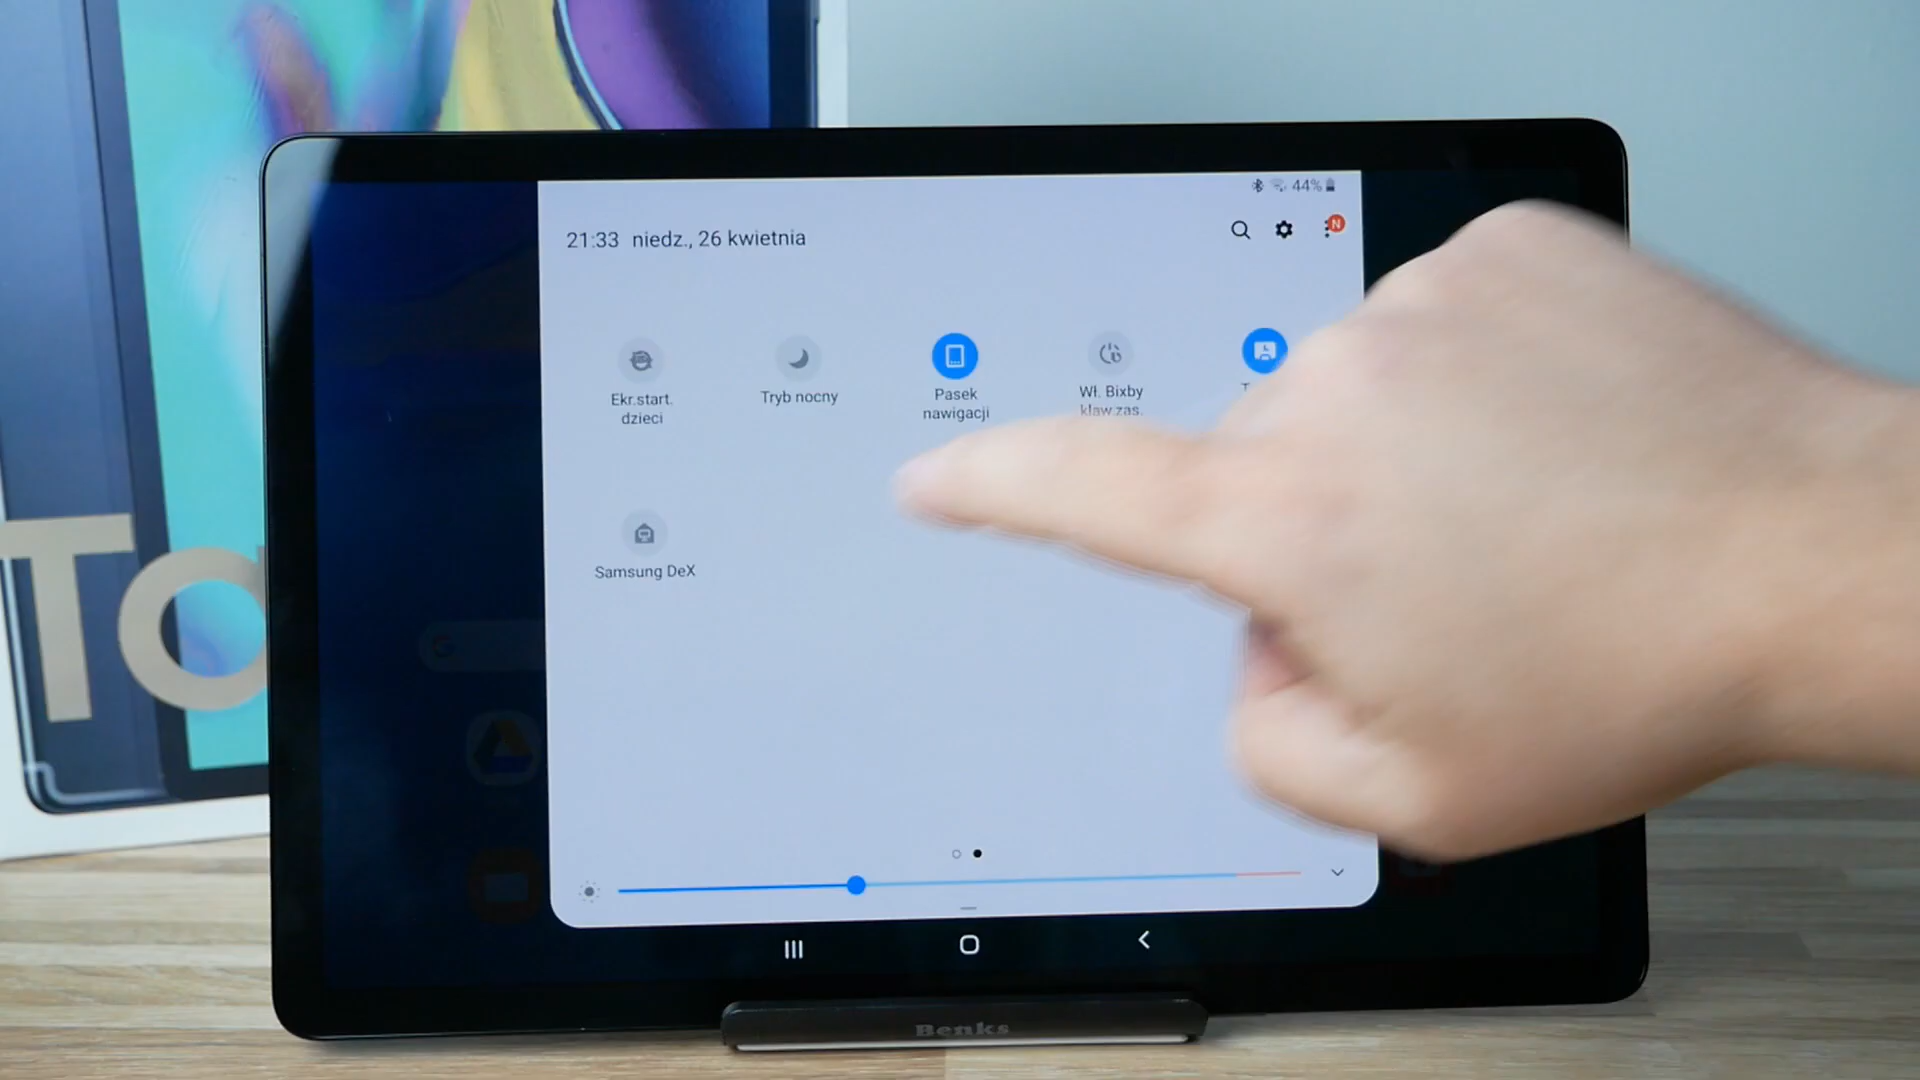 44%
21:33 niedz., 26 kwietnia
N
Ekr.start.
dzieci
Tryb nocny
Pasek
nawigacji
Wł. Bixby
klaw.zas.
Samsung DeX
Benks